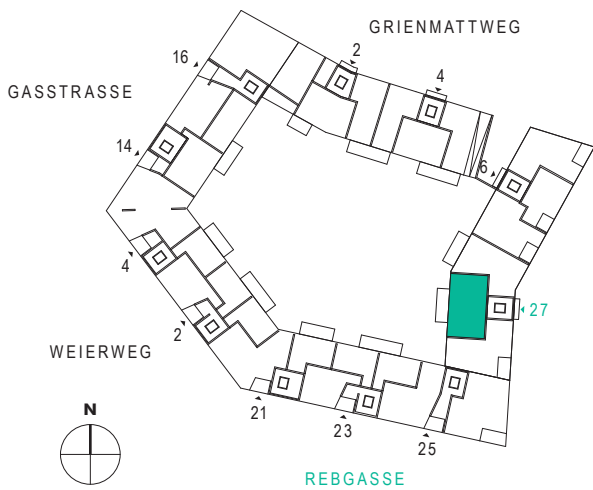 GRIENMATTWEG
2
16
4
GASSTRASSE
14
6
4
27
2
WEIERWEG
21
23
25
N
REBGASSE